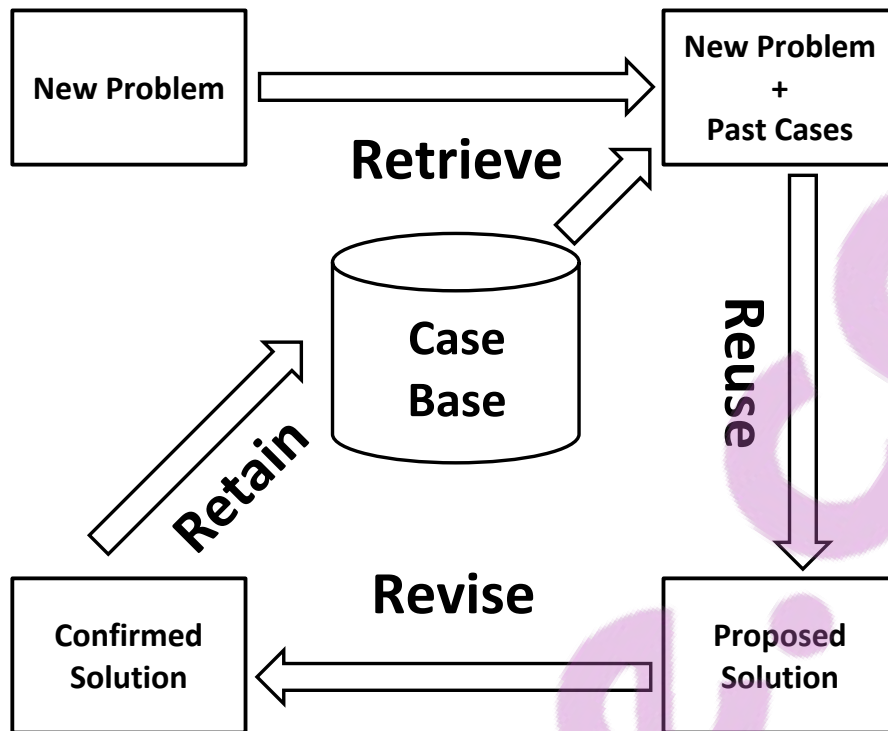 New Problem
New Problem
+
Past Cases
Retrieve
Case
Base
Reuse
Retain
Revise
Confirmed
Solution
Proposed
Solution